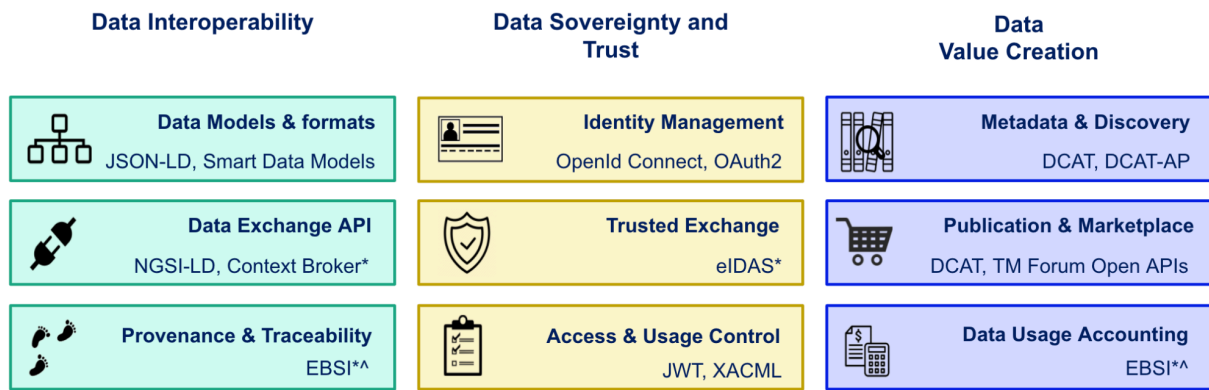 Data Interoperability
Data Sovereignty and
Trust
Data
Value Creation
Data Models & formats
JSON-LD, Smart Data Models
Identity Management
OpenId Connect, OAuth2
Metadata & Discovery
DCAT, DCAT-AP
Data Exchange API
NGSI-LD, Context Broker*
Trusted Exchange
eIDAS*
Publication & Marketplace
DCAT, TM Forum Open APIs
Provenance & Traceability
EBSI*^
Access & Usage Control
JWT, XACML
Data Usage Accounting
EBSI*^